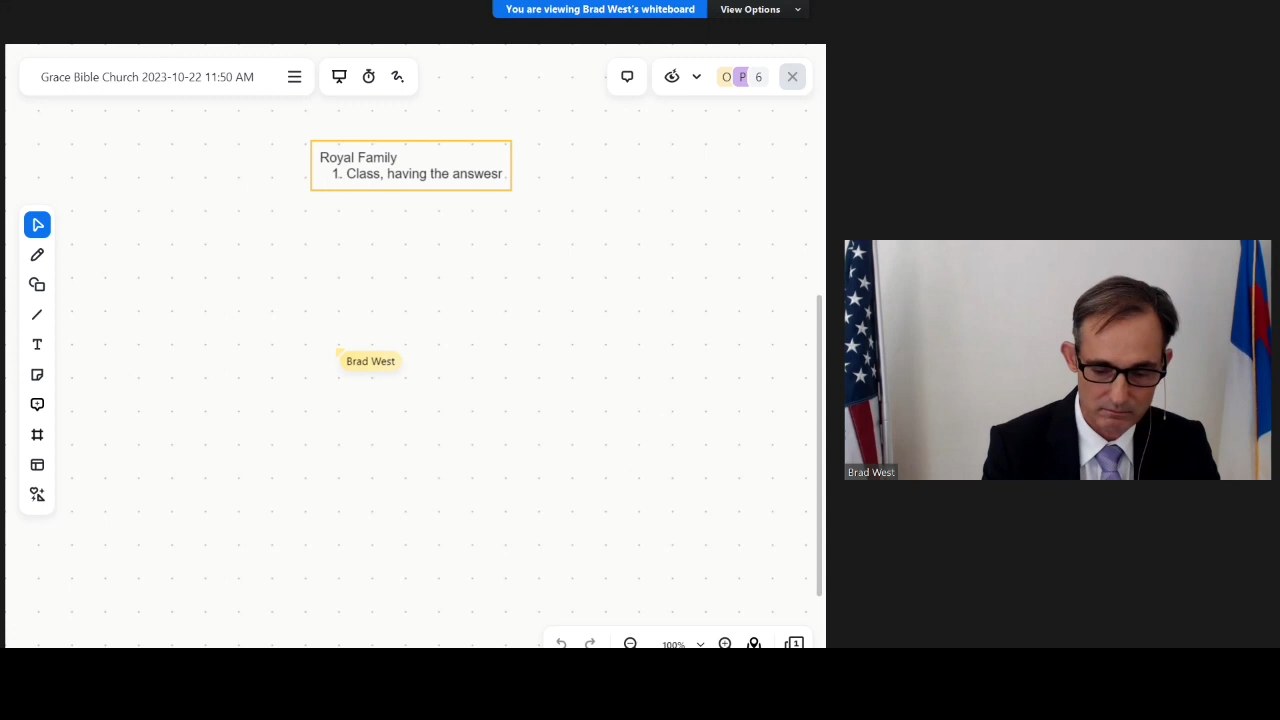 You are viewing Brad West's whiteboard
View Options
Grace Bible Church 2023-10-22 11:50 AM
O P 6
Royal Family
1. Class, having the answesr
Brad West
Brad West
100%
1